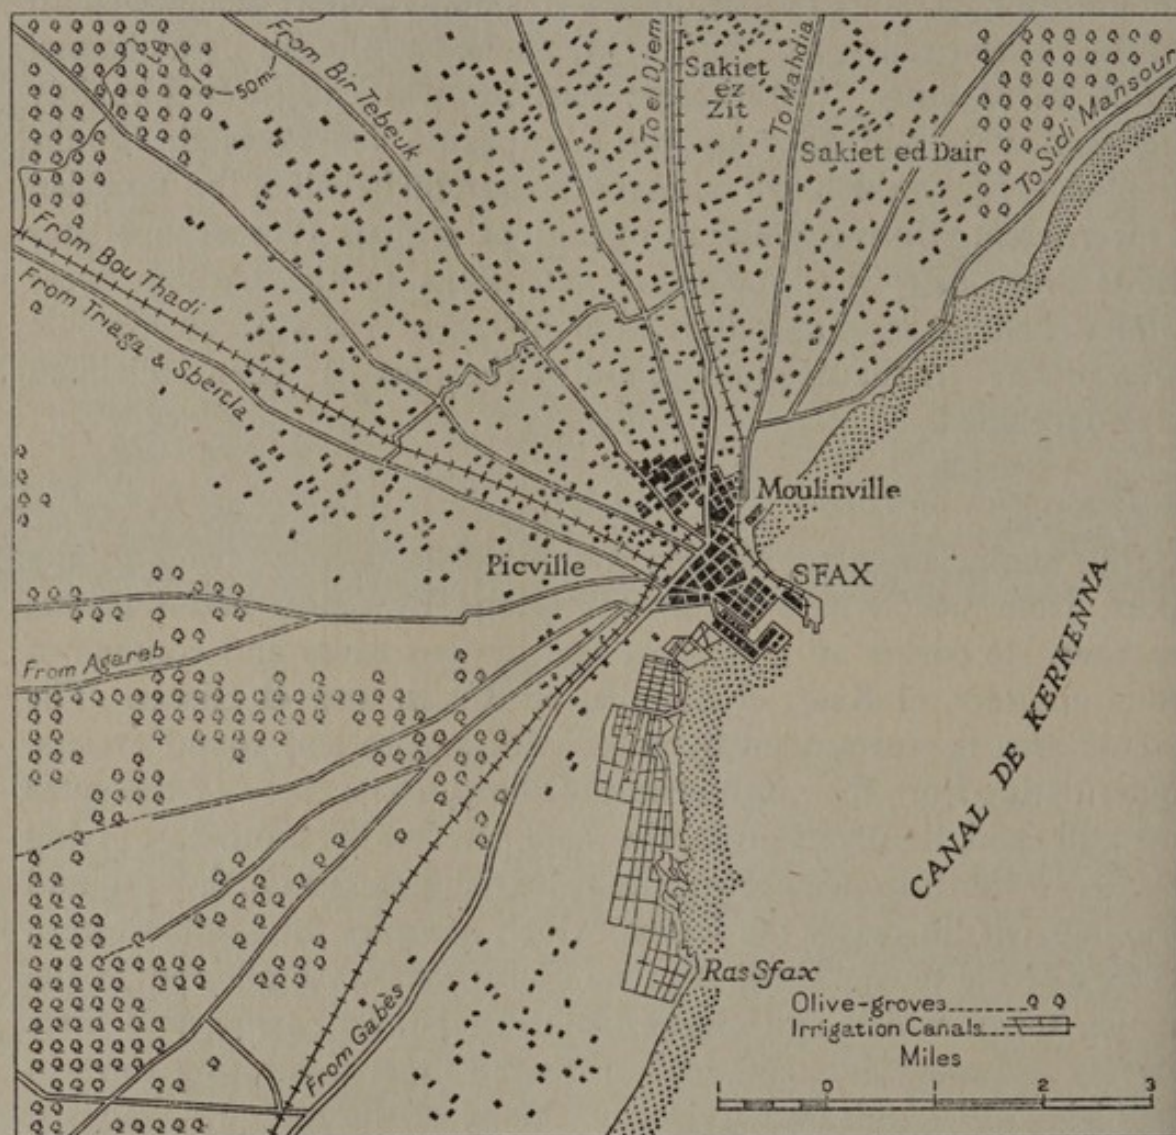 50m.
From Bir Tebeuk
To el Djem
Sakiet
ez
Zit
To Mahdia
Sakiet ed Dair
To Sidi Mansour
From Bou Thadi
From Triaga & Sbeitla
Moulinville
Picville
SFAX
From Agareb
CANAL DE KERKENNA
Ras Sfax
From Gabès
Olive-groves
Irrigation Canals
Miles
1 0 1 2 3